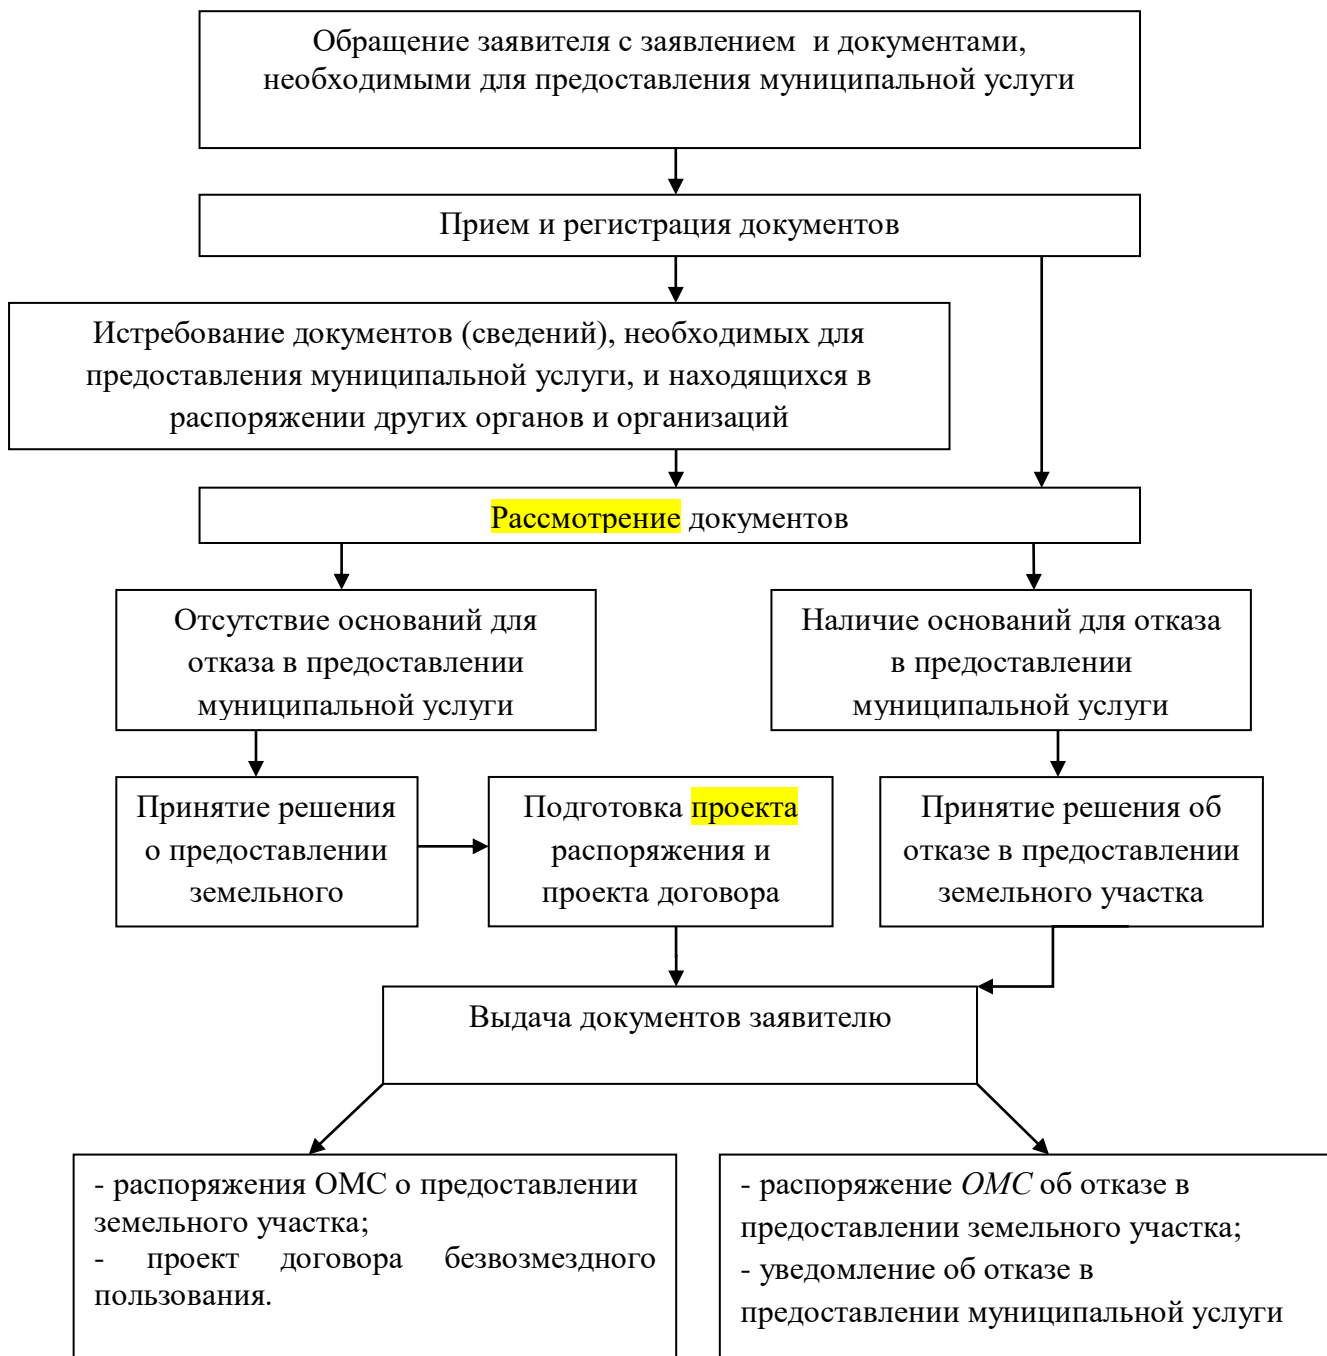 Обращение заявителя с заявлением и документами,
необходимыми для предоставления муниципальной услуги
Прием и регистрация документов
Истребование документов (сведений), необходимых для
предоставления муниципальной услуги, и находящихся в
распоряжении других органов и организаций
Рассмотрение документов
Отсутствие оснований для
отказа в предоставлении
муниципальной услуги
Наличие оснований для отказа
в предоставлении
муниципальной услуги
Принятие решения
о предоставлении
земельного
Подготовка проекта
распоряжения и
проекта договора
Принятие решения об
отказе в предоставлении
земельного участка
Выдача документов заявителю
- распоряжения ОМС о предоставлении
земельного участка;
- проект договора безвозмездного
пользования.
- распоряжение ОМС об отказе в
предоставлении земельного участка;
- уведомление об отказе в
предоставлении муниципальной услуги